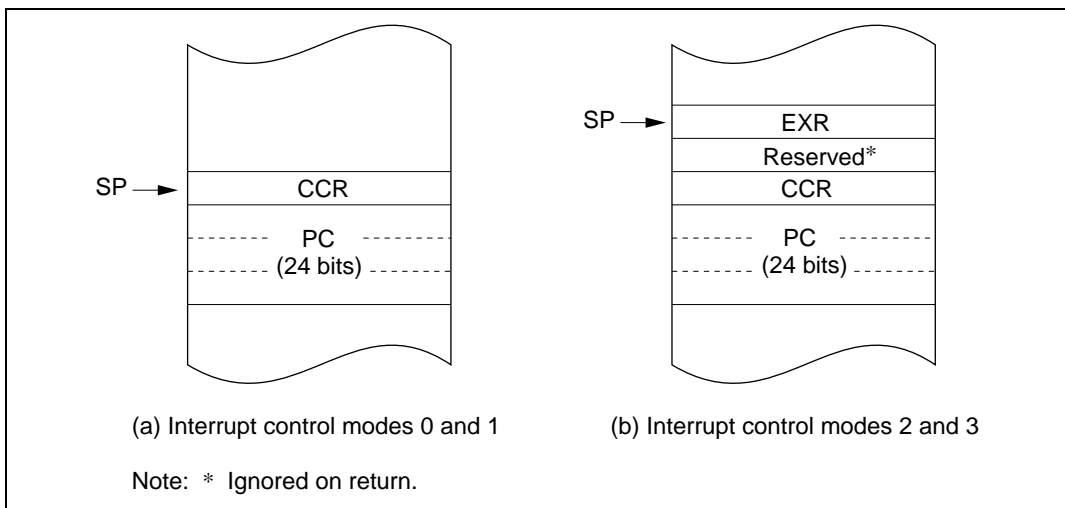 SP
CCR
PC
(24 bits)
(a) Interrupt control modes 0 and 1
SP
EXR
Reserved*
CCR
PC
(24 bits)
(b) Interrupt control modes 2 and 3
Note: * Ignored on return.